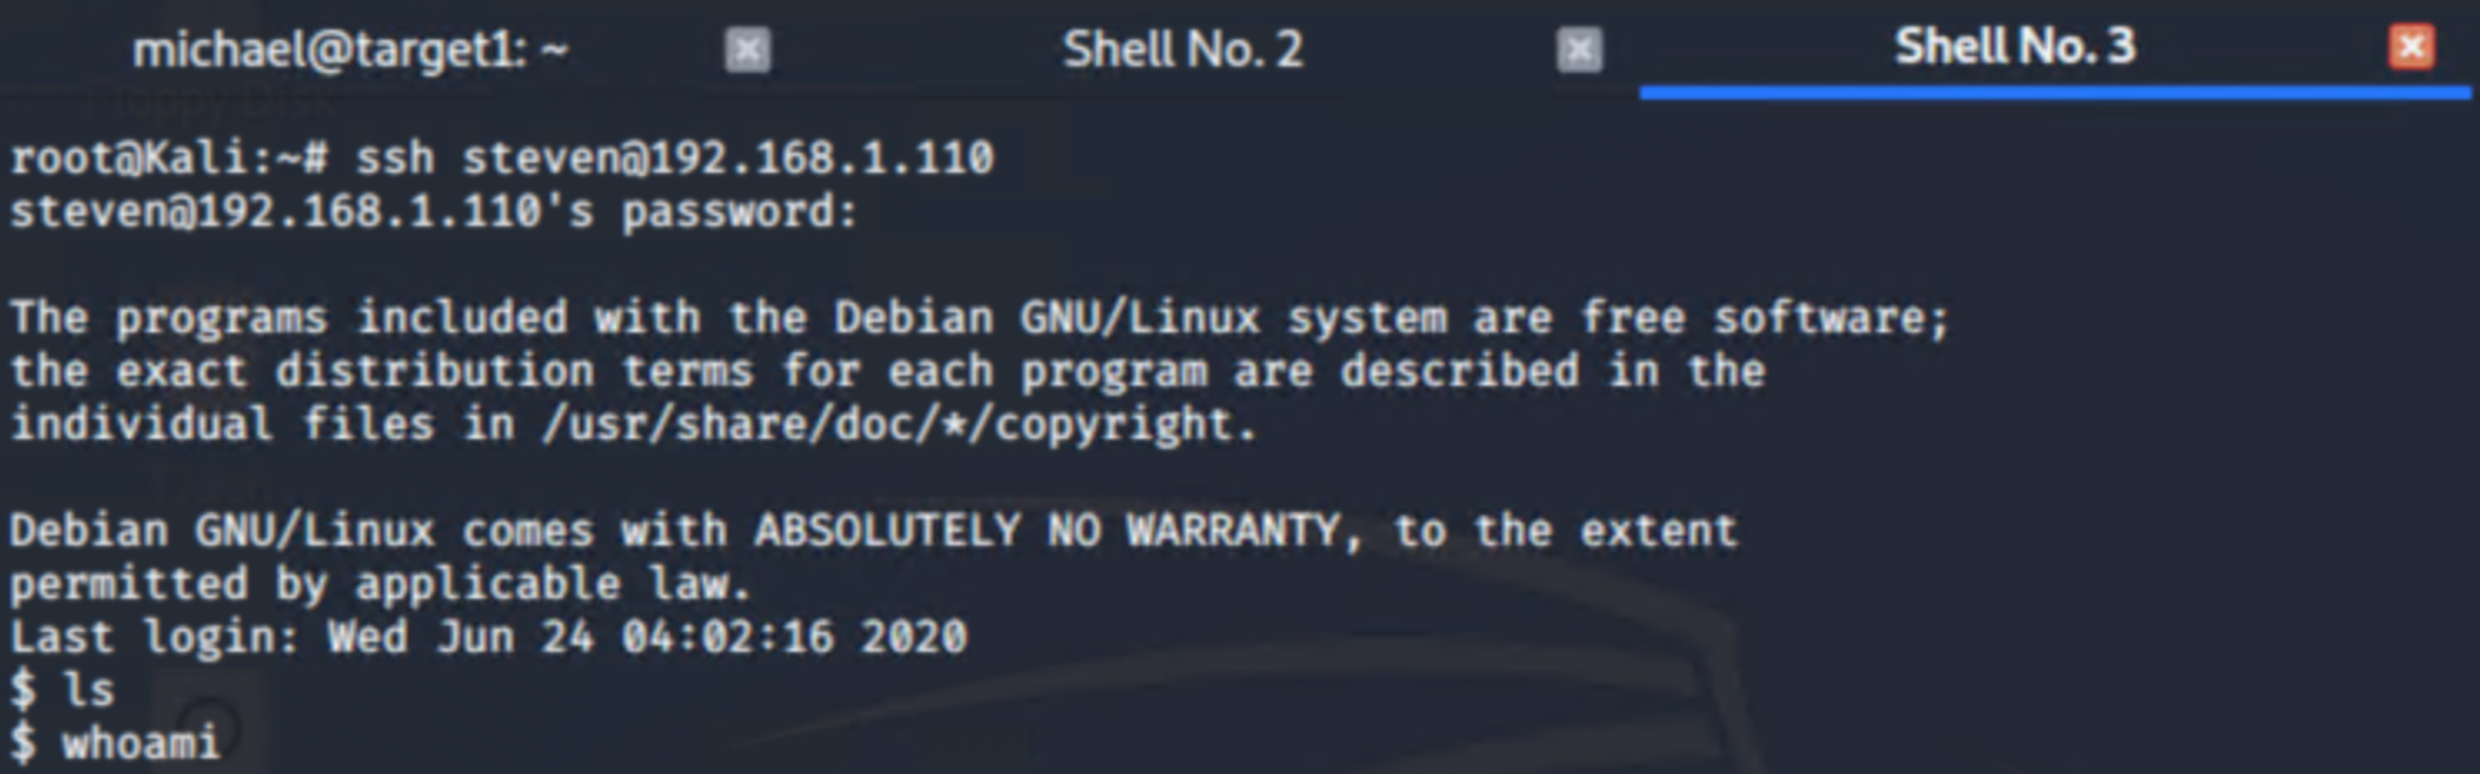 michael@target1: ~
Shell No. 2
Shell No. 3
Floppy Disk
root@Kali:~# ssh steven@192.168.1.110
steven@192.168.1.110's password:
The programs included with the Debian GNU/Linux system are free software;
the exact distribution terms for each program are described in the
individual files in /usr/share/doc/*/copyright.
Trash
Debian GNU/Linux comes with ABSOLUTELY NO WARRANTY, to the extent
permitted by applicable law.
Last login: Wed Jun 24 04:02:16 2020
$ ls
$ whoami